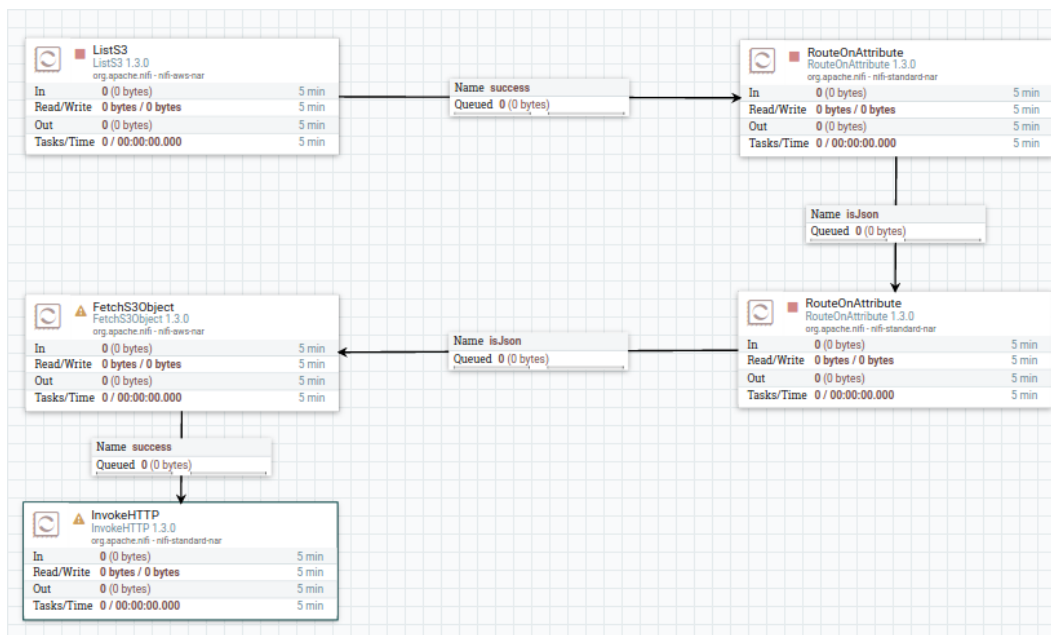 ListS3
ListS3 1.3.0
org.apache.nifi - nifi-aws-nar
In 0 (0 bytes) 5 min
Read/Write 0 bytes / 0 bytes 5 min
Out 0 (0 bytes) 5 min
Tasks/Time 0 / 00:00:00.000 5 min
Name success
Queued 0 (0 bytes)
RouteOnAttribute
RouteOnAttribute 1.3.0
org.apache.nifi - nifi-standard-nar
In 0 (0 bytes) 5 min
Read/Write 0 bytes / 0 bytes 5 min
Out 0 (0 bytes) 5 min
Tasks/Time 0 / 00:00:00.000 5 min
Name isJson
Queued 0 (0 bytes)
RouteOnAttribute
RouteOnAttribute 1.3.0
org.apache.nifi - nifi-standard-nar
In 0 (0 bytes) 5 min
Read/Write 0 bytes / 0 bytes 5 min
Out 0 (0 bytes) 5 min
Tasks/Time 0 / 00:00:00.000 5 min
Name isJson
Queued 0 (0 bytes)
FetchS3Object
FetchS3Object 1.3.0
org.apache.nifi - nifi-aws-nar
In 0 (0 bytes) 5 min
Read/Write 0 bytes / 0 bytes 5 min
Out 0 (0 bytes) 5 min
Tasks/Time 0 / 00:00:00.000 5 min
Name success
Queued 0 (0 bytes)
InvokeHTTP
InvokeHTTP 1.3.0
org.apache.nifi - nifi-standard-nar
In 0 (0 bytes) 5 min
Read/Write 0 bytes / 0 bytes 5 min
Out 0 (0 bytes) 5 min
Tasks/Time 0 / 00:00:00.000 5 min